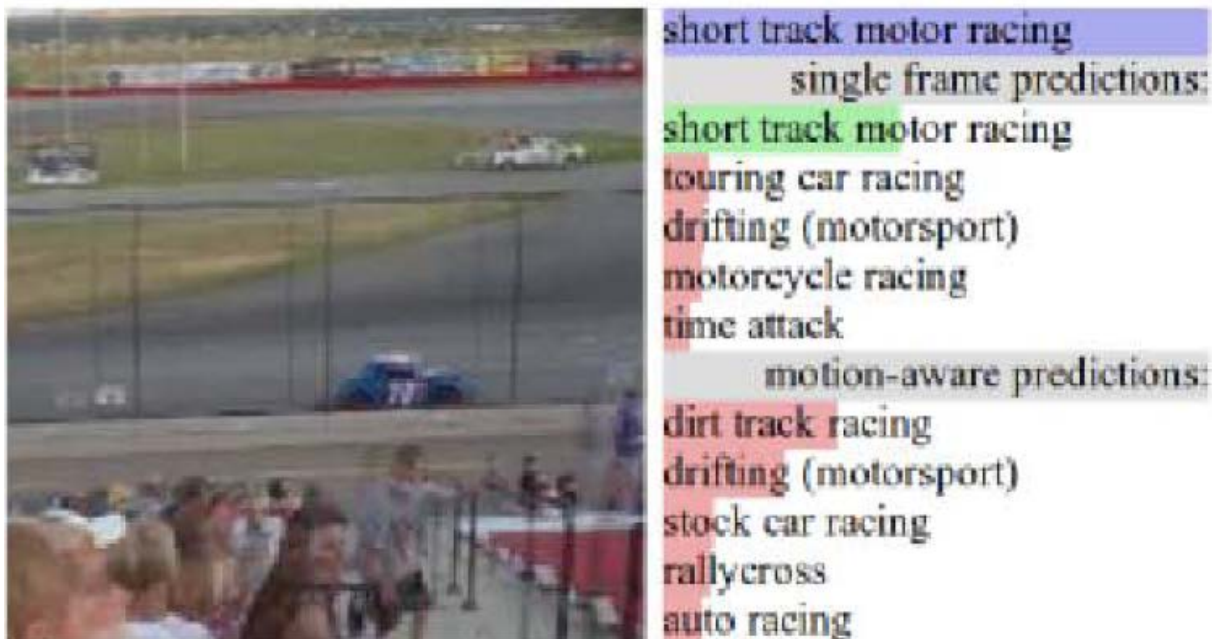 short track motor racing
single frame predictions:
short track motor racing
touring car racing
drifting (motorsport)
motorcycle racing
time attack
motion-aware predictions:
dirt track racing
drifting (motorsport)
stock car racing
rallycross
auto racing